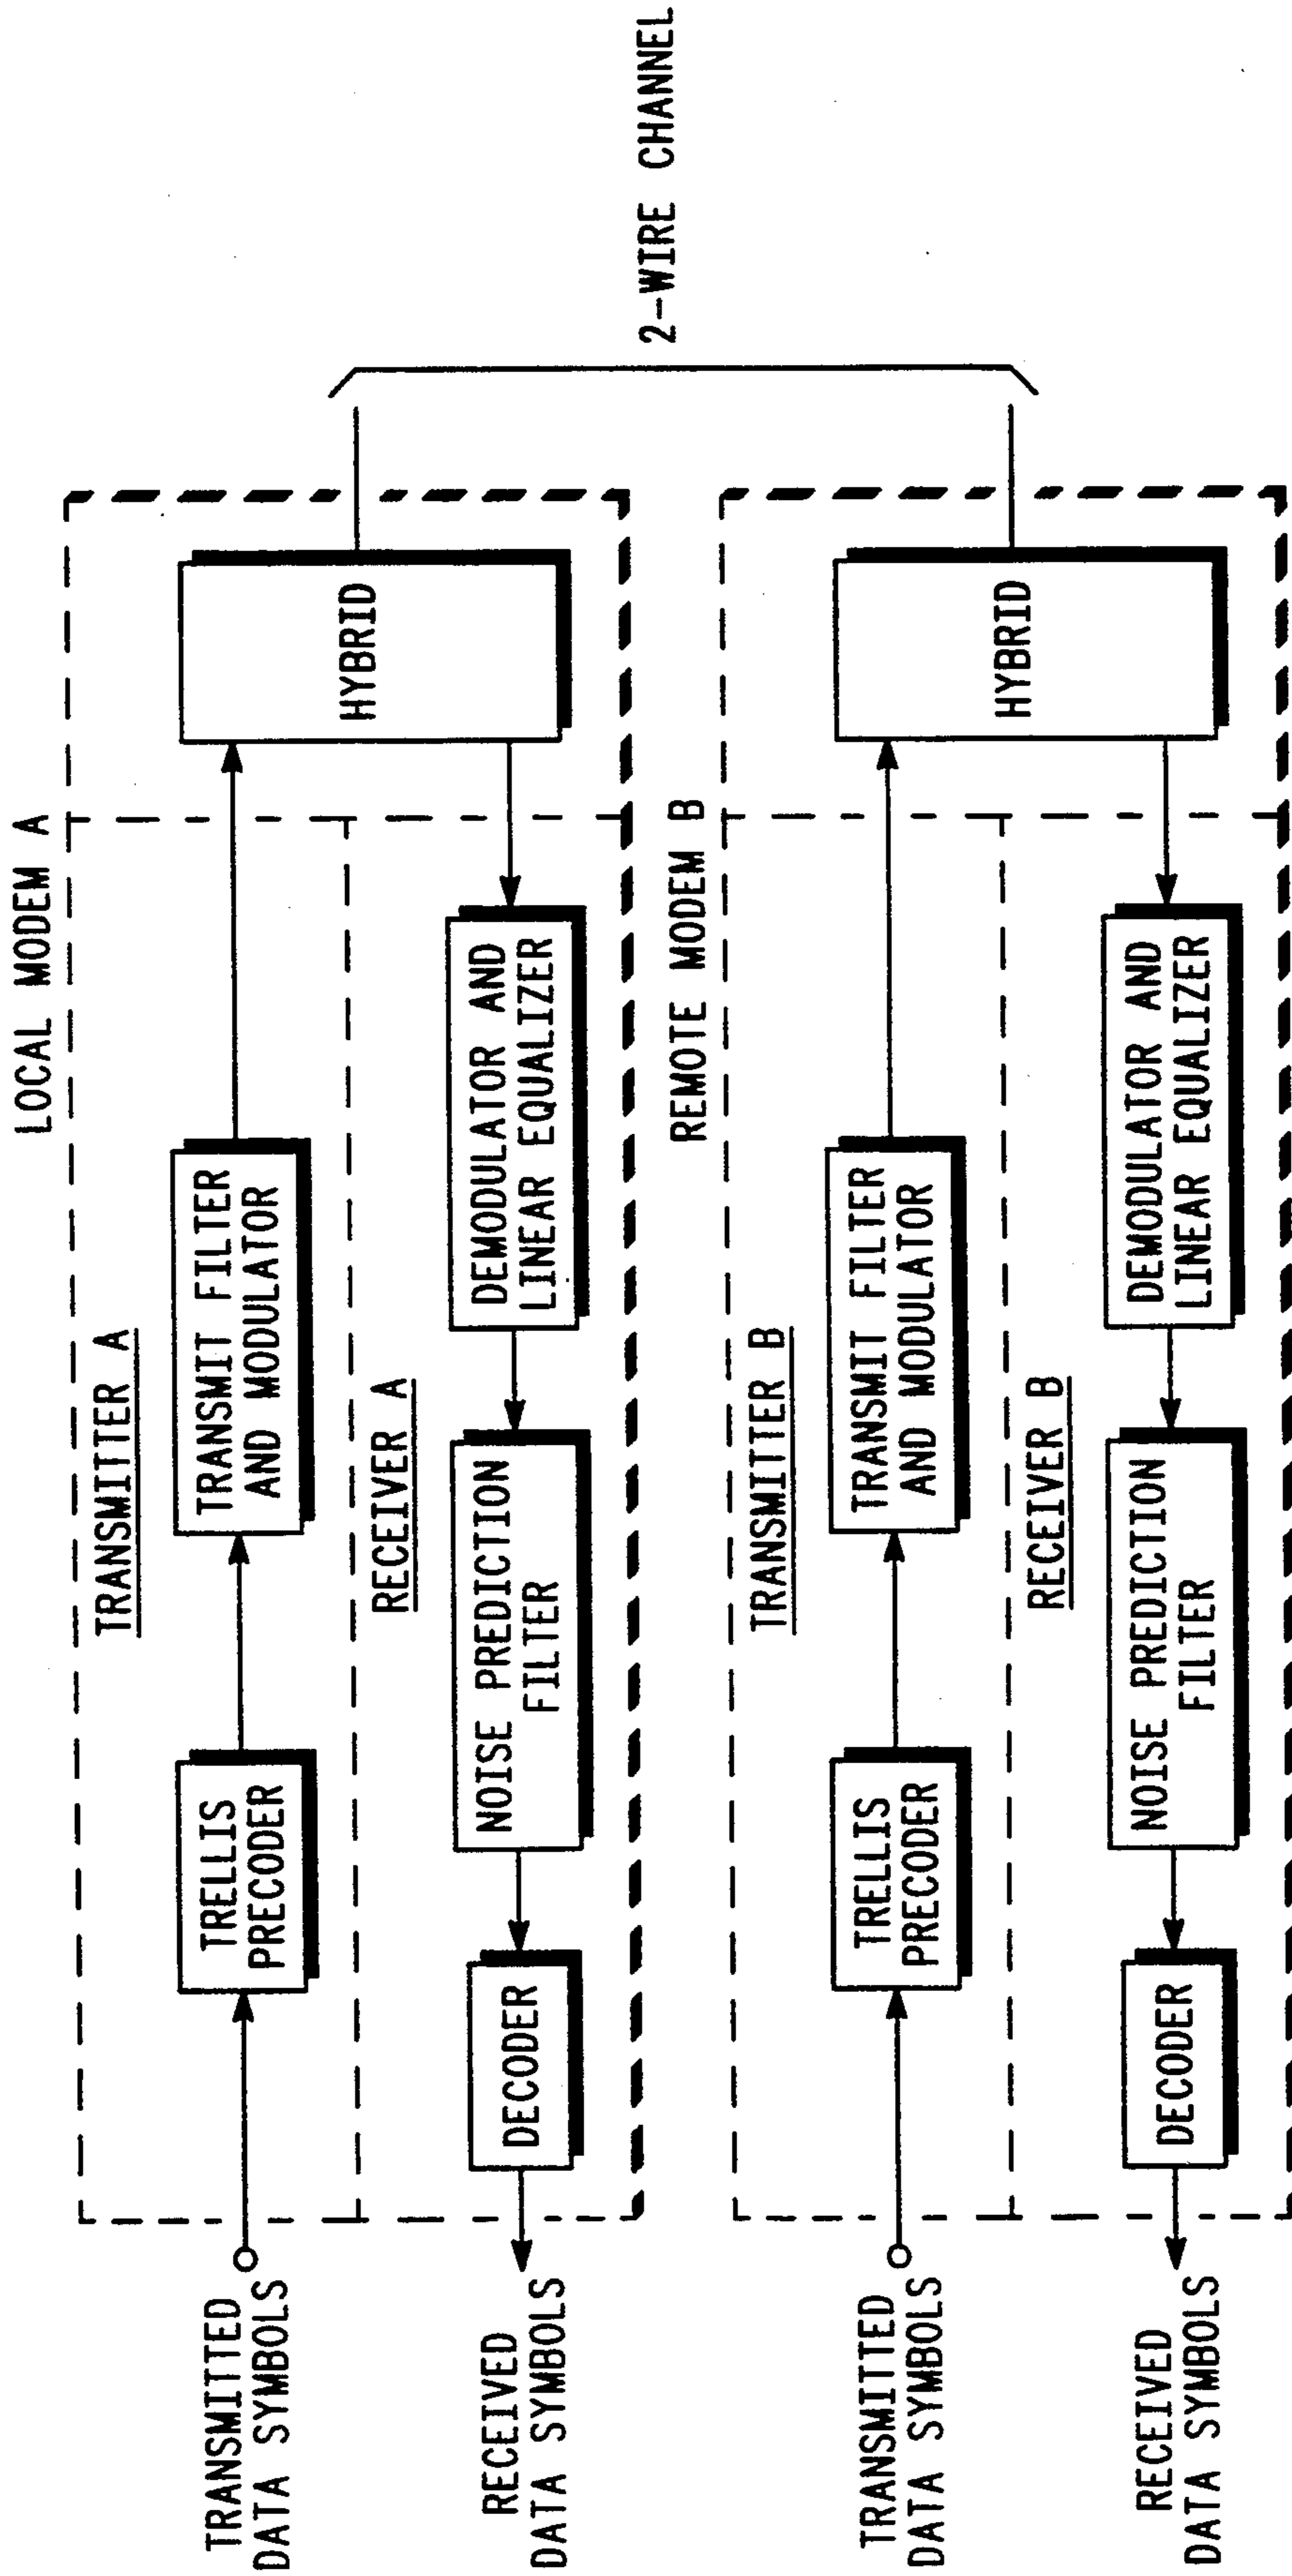 LOCAL MODEM A
TRANSMITTER A
TRANSMITTED
DATA SYMBOLS
TRELLIS
PRECODER
TRANSMIT FILTER
AND MODULATOR
HYBRID
RECEIVER A
RECEIVED
DATA SYMBOLS
DECODER
NOISE PREDICTION
FILTER
DEMODULATOR AND
LINEAR EQUALIZER
2-WIRE CHANNEL
REMOTE MODEM B
TRANSMITTER B
TRANSMITTED
DATA SYMBOLS
TRELLIS
PRECODER
TRANSMIT FILTER
AND MODULATOR
HYBRID
RECEIVER B
RECEIVED
DATA SYMBOLS
DECODER
NOISE PREDICTION
FILTER
DEMODULATOR AND
LINEAR EQUALIZER